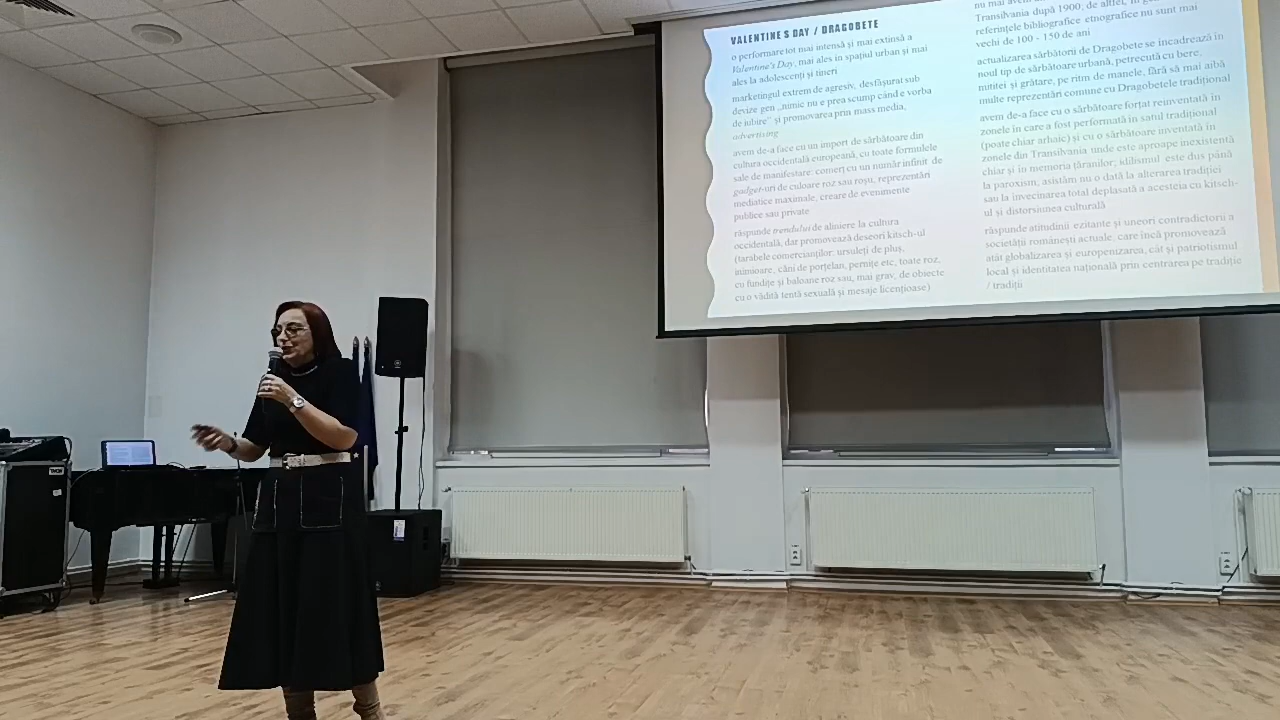 VALENTINE'S DAY / DRAGOBETE
o performare tot mai intensă și mai extinsă a
Valentine's Day, mai ales în spațiul urban și mai
ales la adolescenți și tineri
marketingul extrem de agresiv, desfășurat sub
devize gen „nimic nu e prea scump când e vorba
de iubire” și promovarea prin mass media,
advertising
avem de-a face cu un import de sărbătoare din
cultura occidentală europeană, cu toate formulele
sale de manifestare: comerț cu un număr infinit de
gadget-uri de culoare roz sau roșu, reprezentări
mediatice maximale, creare de evenimente
publice sau private
răspunde trendului de aliniere la cultura
occidentală, dar promovează deseori kitsch-ul
(tarabele comercianților: ursuleți de pluș,
inimioare, căni de porțelan, pernițe etc, toate roz,
cu fundițe și baloane roz sau, mai grav, de obiecte
cu o vădită tentă sexuală și mesaje licențioase)
nu mai
Transilvania după 1900, de altfel, în
referințele bibliografice etnografice nu sunt mai
vechi de 100 - 150 de ani
actualizarea sărbătorii de Dragobete se încadrează în
noul tip de sărbătoare urbană, petrecută cu bere,
mititei și grătare, pe ritm de manele, fără să mai aibă
multe reprezentări comune cu Dragobetele tradițional
avem de-a face cu o sărbătoare forțat reinventată în
zonele în care a fost performată în satul tradițional
(poate chiar arhaic) și cu o sărbătoare inventată în
zonele din Transilvania unde este aproape inexistentă
chiar și în memoria țăranilor; idilismul este dus până
la paroxism, asistăm nu o dată la alterarea tradiției
sau la învecinarea total deplasată a acesteia cu kitsch-
ul și distorsiunea culturală
răspunde atitudinii ezitante și uneori contradictorii a
societății românești actuale, care încă promovează
atât globalizarea și europenizarea, cât și patriotismul
local și identitatea națională prin centrarea pe tradiție
/ tradiții